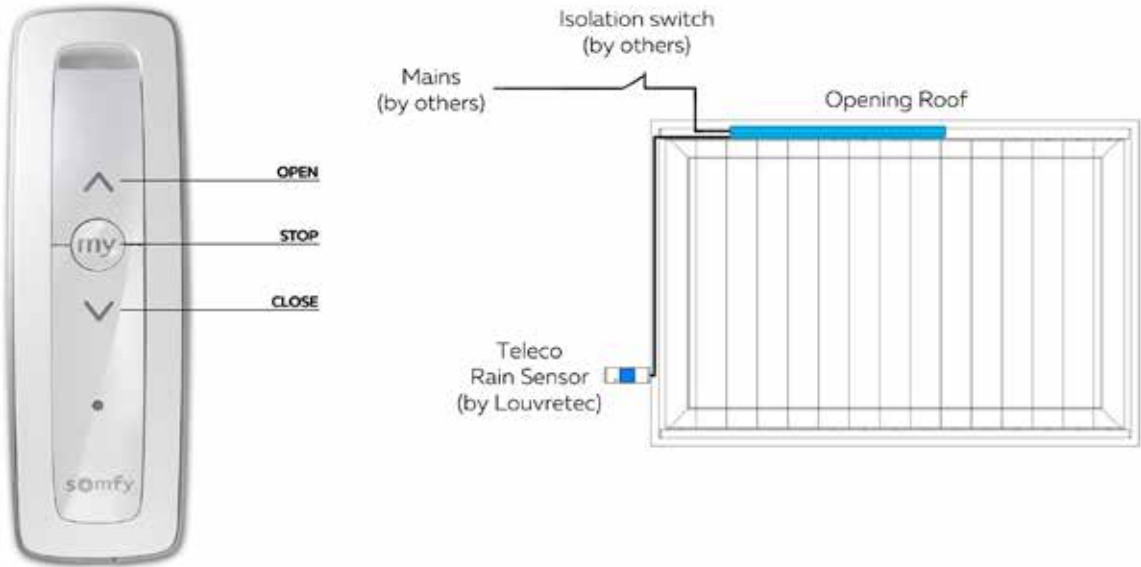 OPEN
my
STOP
CLOSE
somfy
Isolation switch
(by others)
Mains
(by others)
Opening Roof
Teleco
Rain Sensor
(by Louvretec)